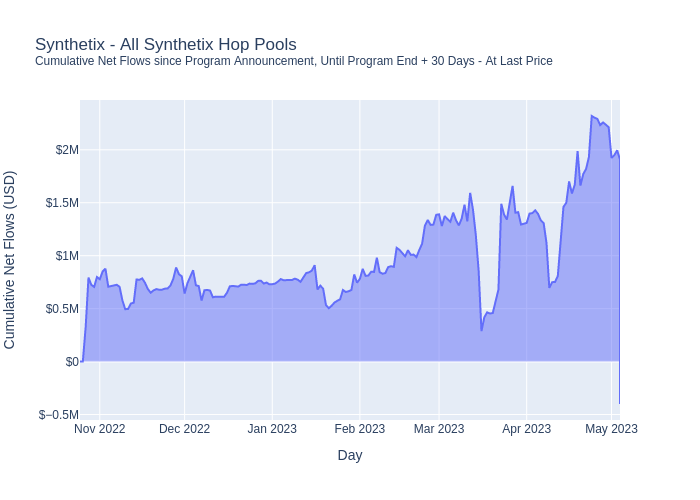 Synthetix - All Synthetix Hop Pools
Cumulative Net Flows since Program Announcement, Until Program End + 30 Days - At Last Price
Cumulative Net Flows (USD)
$2M
$1.5M
$1M
$0.5M
$0
$−0.5M
Nov 2022 Dec 2022 Jan 2023 Feb 2023 Mar 2023 Apr 2023 May 2023
Day